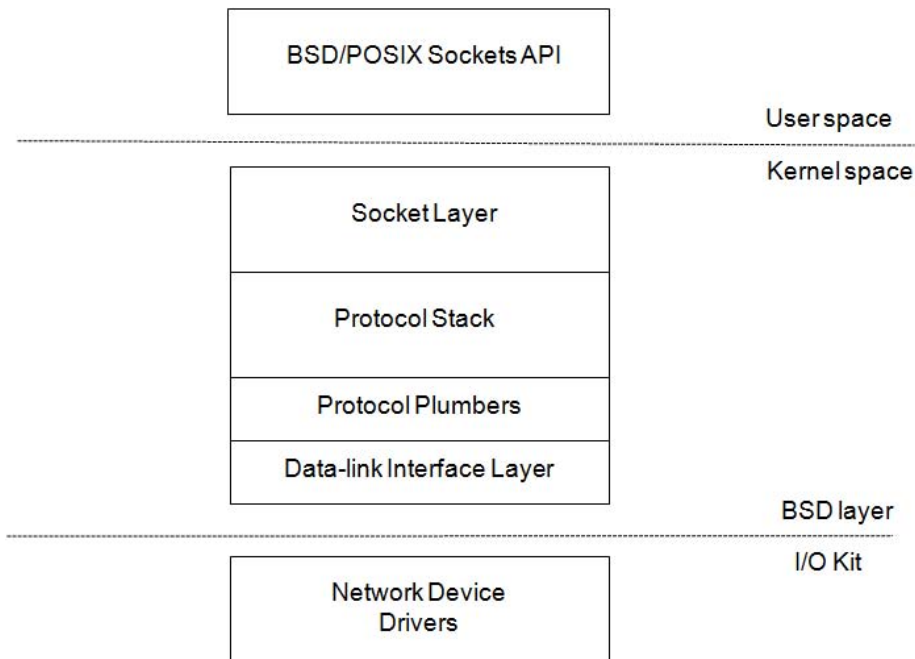 BSD/POSIX Sockets API
User space
Kernel space
Socket Layer
Protocol Stack
Protocol Plumbers
Data-link Interface Layer
BSD layer
I/O Kit
Network Device
Drivers